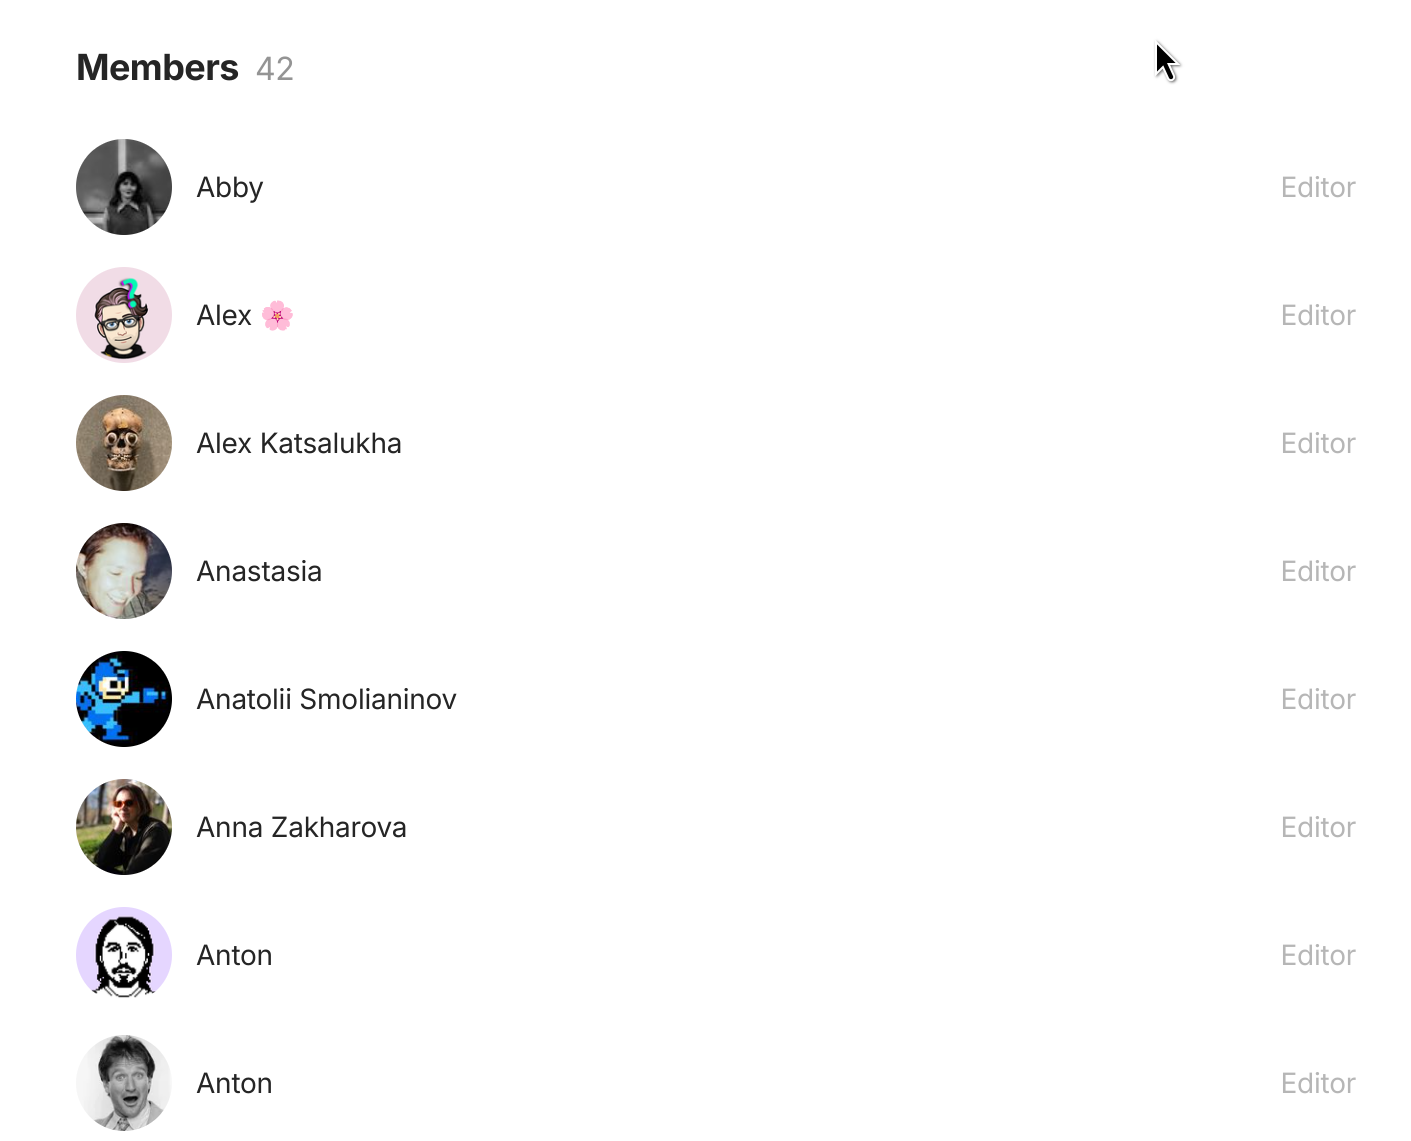 Members 42
Abby Editor
Alex 🌸 Editor
Alex Katsalukha Editor
Anastasia Editor
Anatolii Smolianinov Editor
Anna Zakharova Editor
Anton Editor
Anton Editor